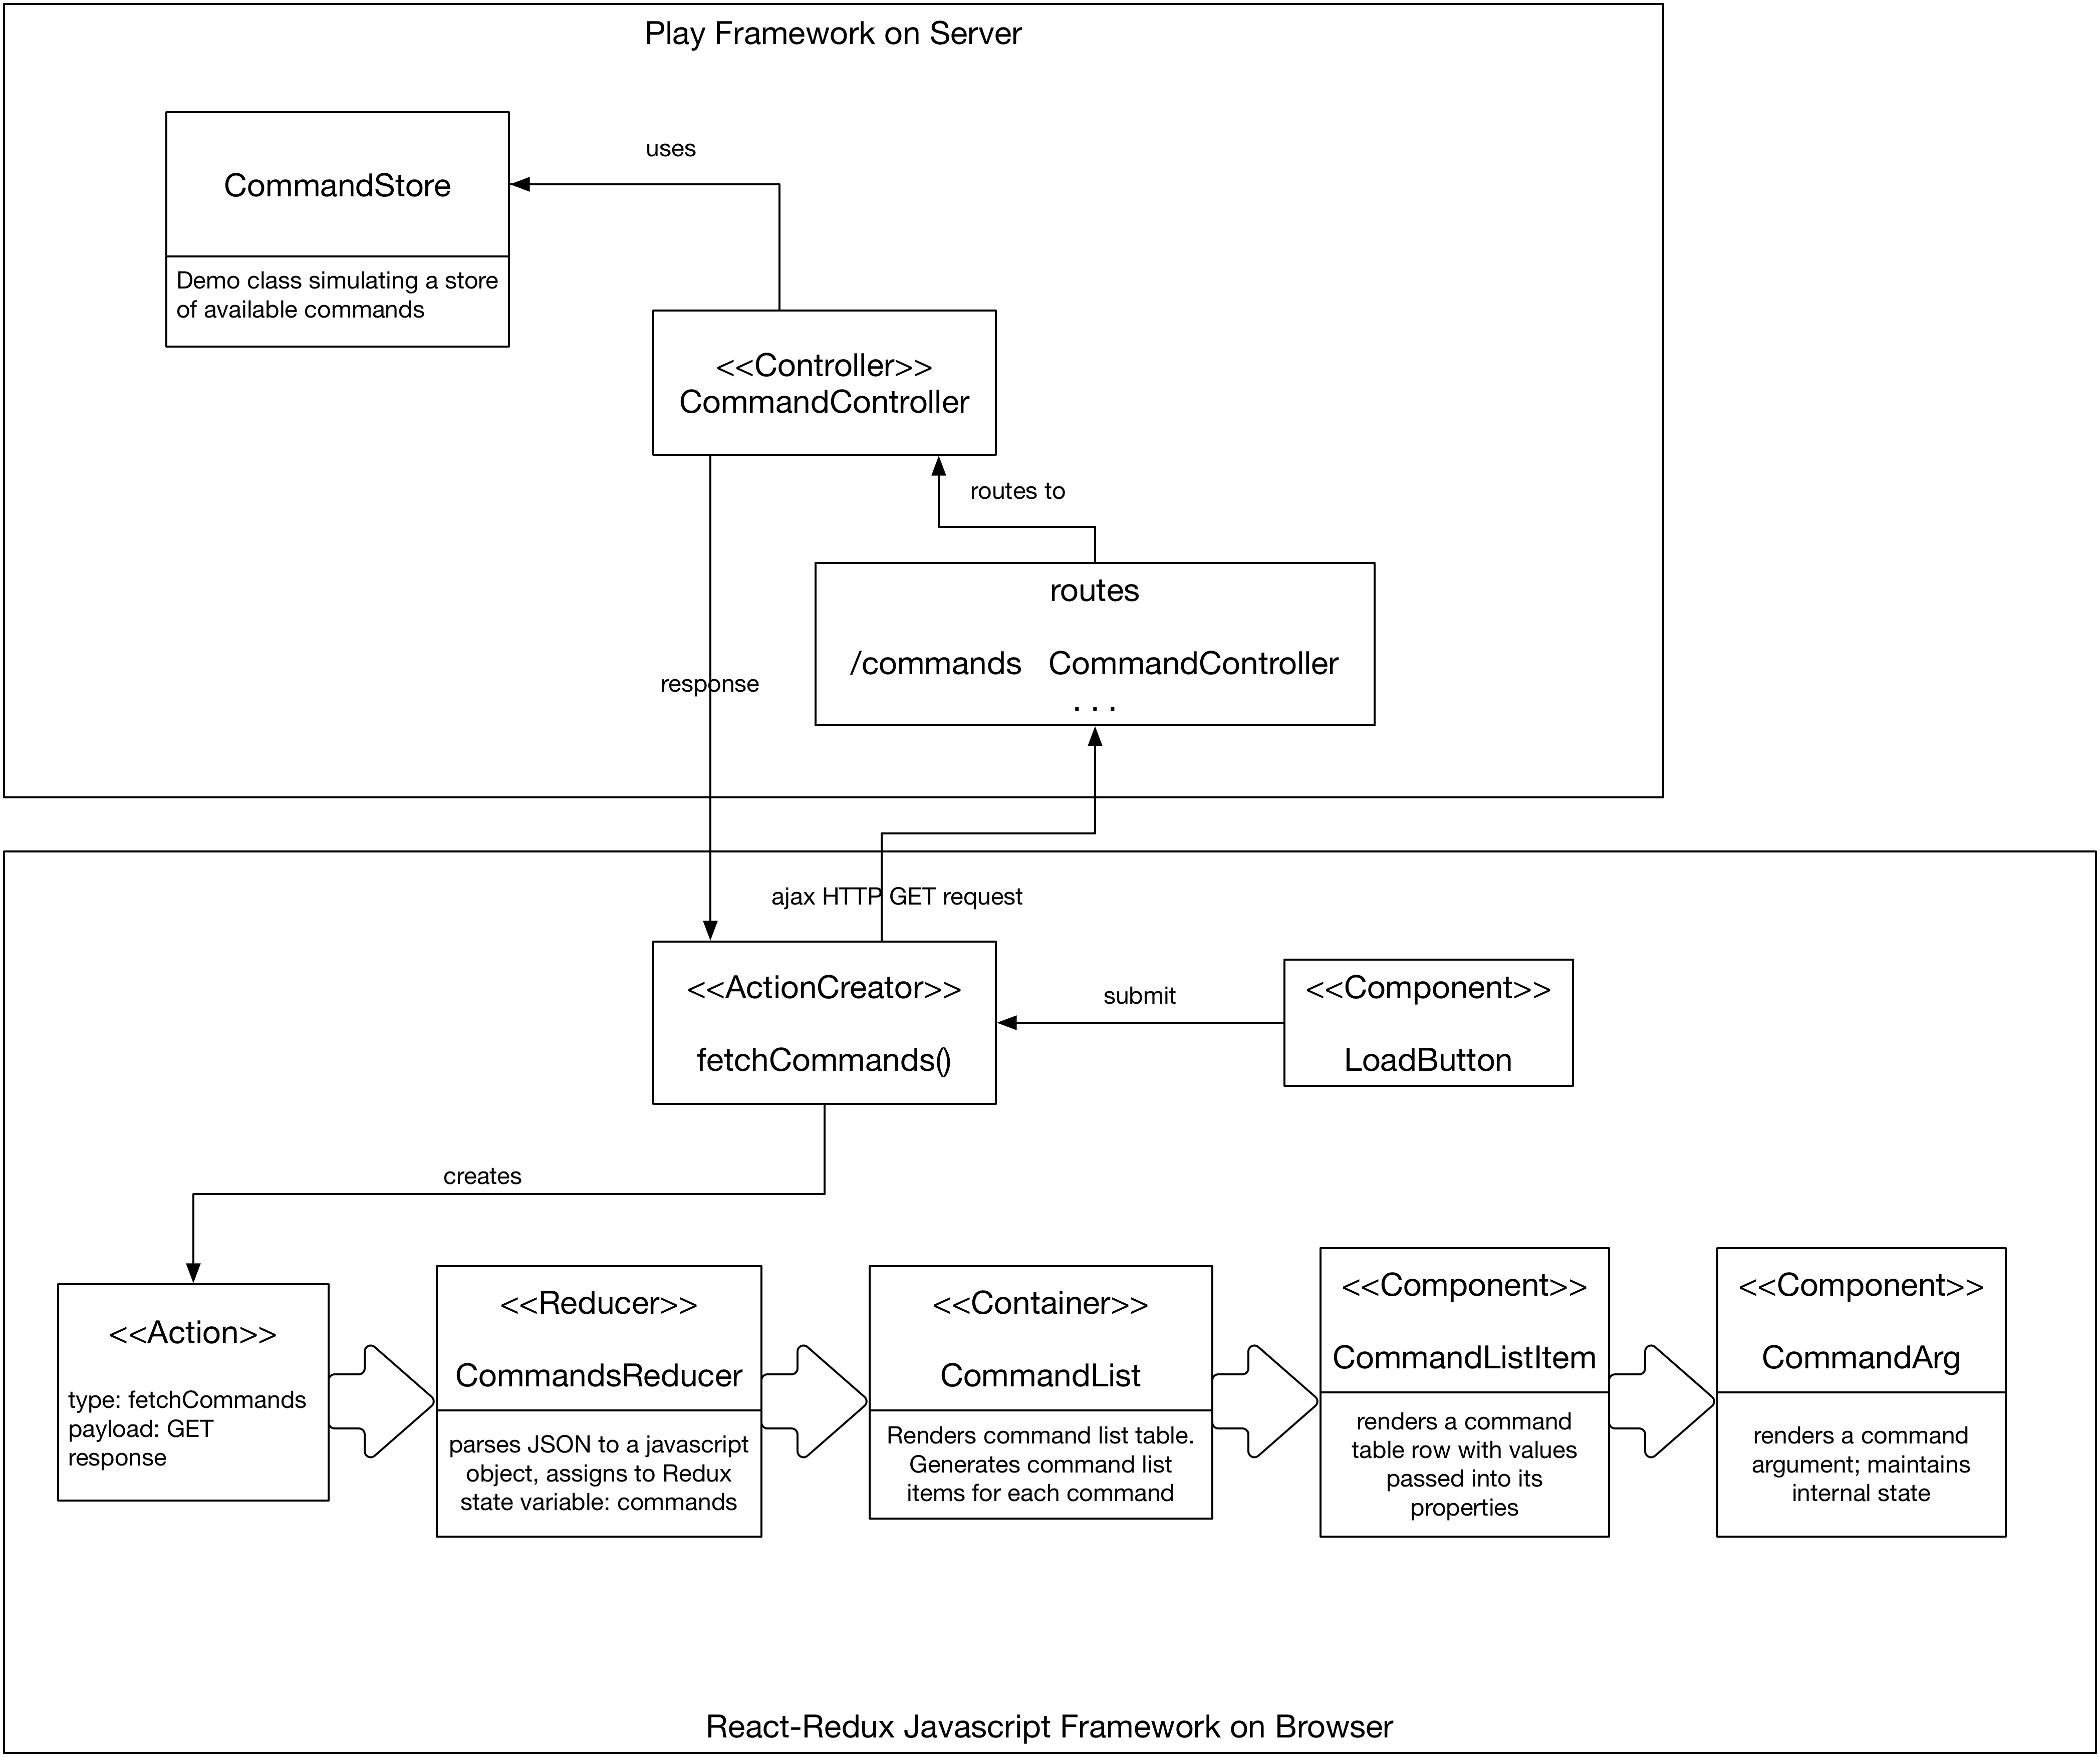 Play Framework on Server
uses
CommandStore
Demo class simulating a store
of available commands
<<Controller>>
CommandController
routes to
routes
/commands CommandController
. . .
response
ajax HTTP GET request
<<ActionCreator>>
fetchCommands()
submit
<<Component>>
LoadButton
creates
<<Action>>
type: fetchCommands
payload: GET
response
<<Reducer>>
CommandsReducer
parses JSON to a javascript
object, assigns to Redux
state variable: commands
<<Container>>
CommandList
Renders command list table.
Generates command list
items for each command
<<Component>>
CommandListItem
renders a command
table row with values
passed into its
properties
<<Component>>
CommandArg
renders a command
argument; maintains
internal state
React-Redux Javascript Framework on Browser